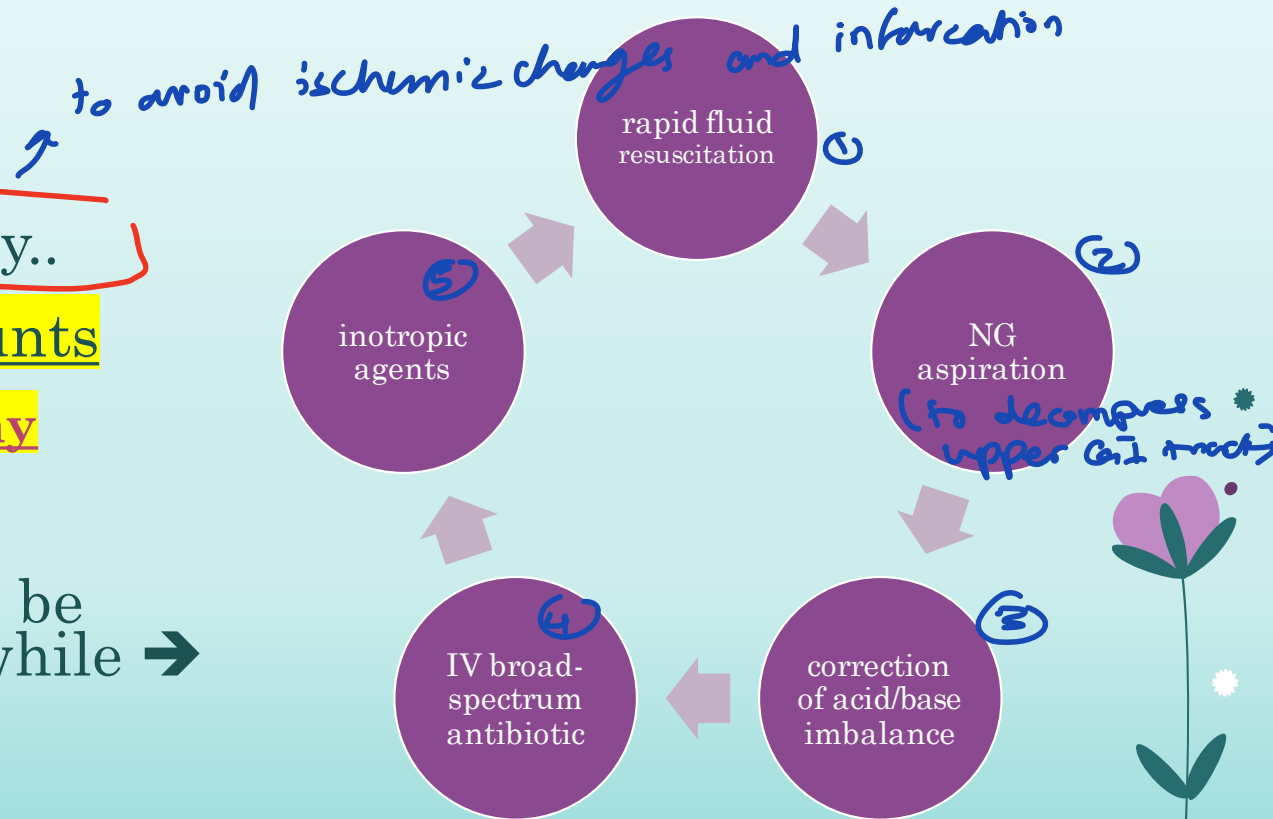 to avoid ischemic changes and infarcation
y..
unts
ay
be
while ➔
rapid fluid
resuscitation
①
②
NG
aspiration
(to decompress
upper GI tract)
③
correction
of acid/base
imbalance
④
IV broad-
spectrum
antibiotic
⑤
inotropic
agents